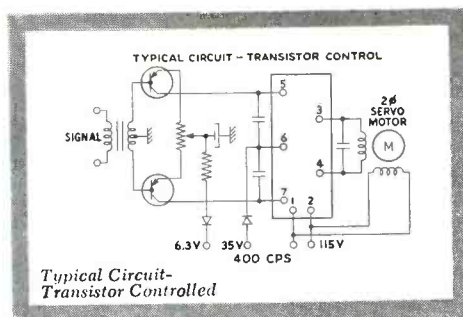 TYPICAL CIRCUIT – TRANSISTOR CONTROL
5
2Ø
SERVO
MOTOR
3
SIGNAL
6
M
4
7
1 2
6.3V 35V 115V
400 CPS
Typical Circuit-
Transistor Controlled